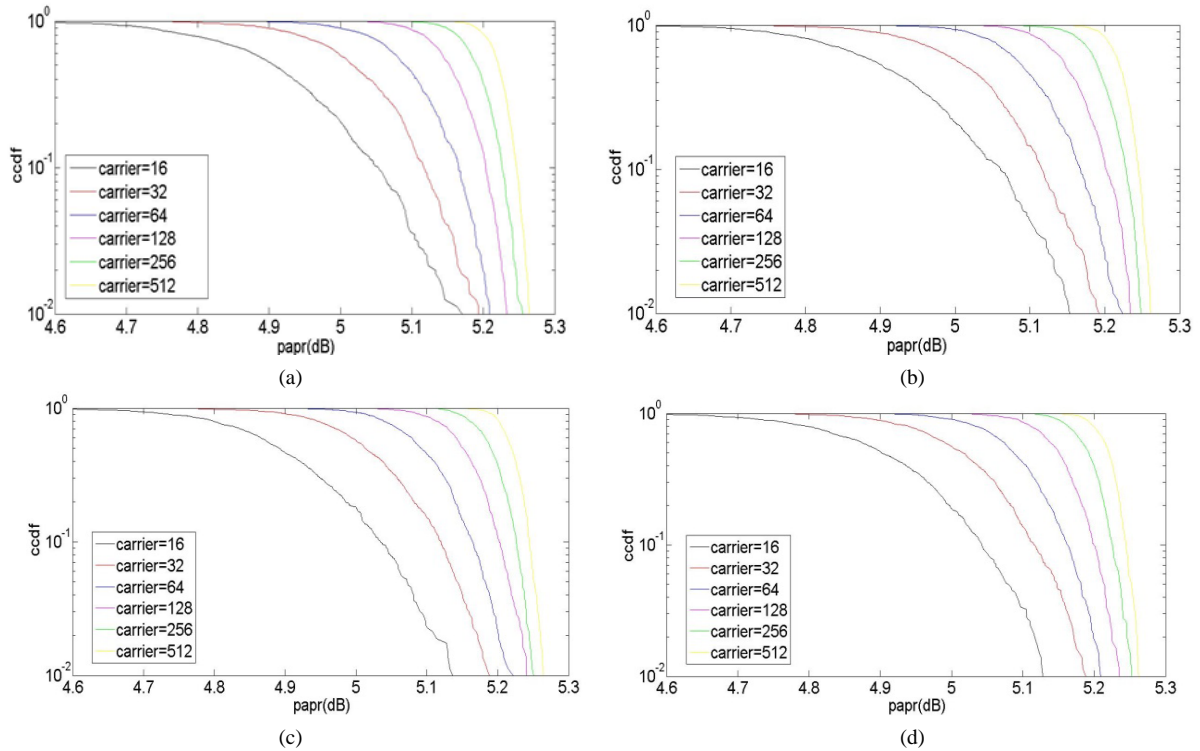 10^0
10^-1
10^-2
ccdf
carrier=16
carrier=32
carrier=64
carrier=128
carrier=256
carrier=512
4.6 4.7 4.8 4.9 5 5.1 5.2 5.3
papr(dB)
(a)
10^0
10^-1
10^-2
ccdf
carrier=16
carrier=32
carrier=64
carrier=128
carrier=256
carrier=512
4.6 4.7 4.8 4.9 5 5.1 5.2 5.3
papr(dB)
(b)
10^0
10^-1
10^-2
ccdf
carrier=16
carrier=32
carrier=64
carrier=128
carrier=256
carrier=512
4.6 4.7 4.8 4.9 5 5.1 5.2 5.3
papr(dB)
(c)
10^0
10^-1
10^-2
ccdf
carrier=16
carrier=32
carrier=64
carrier=128
carrier=256
carrier=512
4.6 4.7 4.8 4.9 5 5.1 5.2 5.3
papr(dB)
(d)